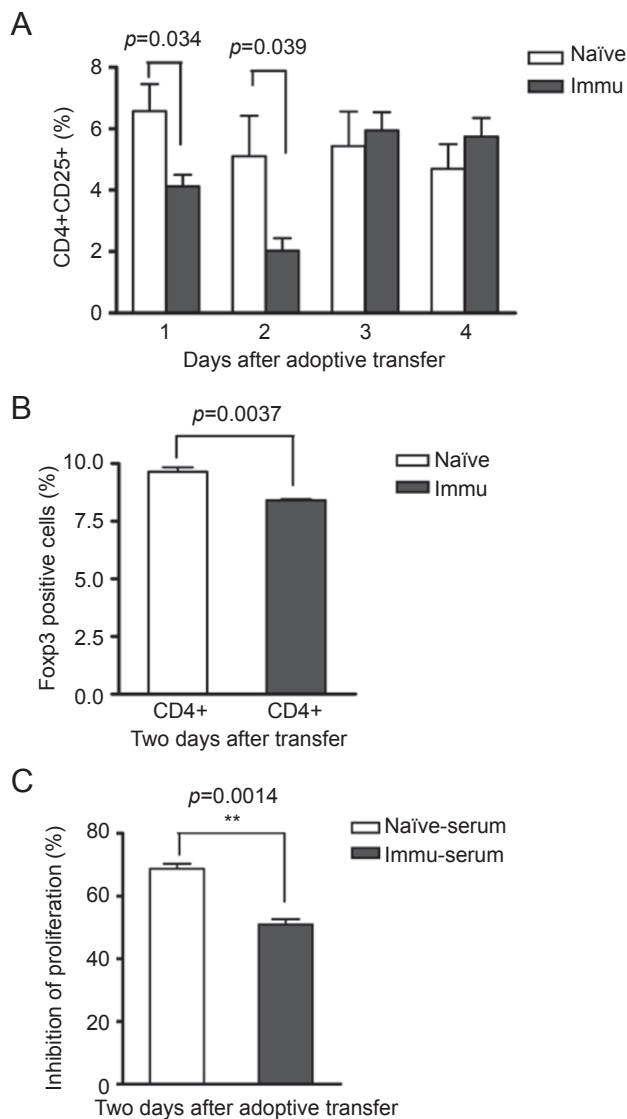 A
p=0.034
p=0.039
Naïve
Immu
CD4+CD25+ (%)
8
6
4
2
0
1 2 3 4
Days after adoptive transfer
B
p=0.0037
Naïve
Immu
Foxp3 positive cells (%)
10.0
7.5
5.0
2.5
0.0
CD4+ CD4+
Two days after transfer
C
p=0.0014
**
Naïve-serum
Immu-serum
Inhibition of proliferation (%)
80
60
40
20
0
Two days after adoptive transfer